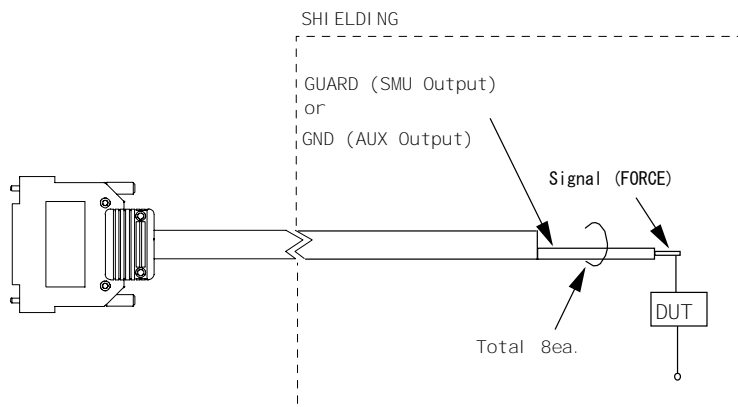 SHIELDING
GUARD (SMU Output)
or
GND (AUX Output)
Signal (FORCE)
DUT
Total 8ea.